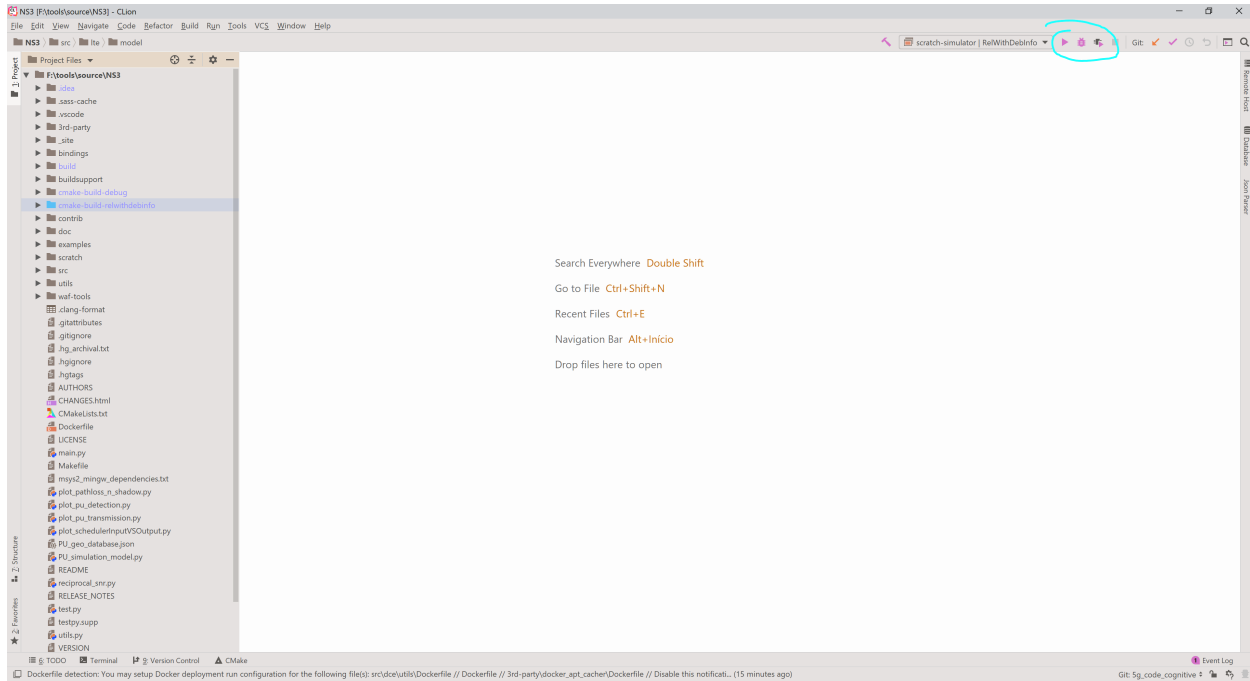 NS3 [F:\tools\source\NS3] - CLion
File Edit View Navigate Code Refactor Build Run Tools VCS Window Help
NS3 src lte model
scratch-simulator | RelWithDebInfo
Git:
1: Project
Project Files
F:\tools\source\NS3
.idea
.sass-cache
.vscode
3rd-party
_site
bindings
build
buildsupport
cmake-build-debug
cmake-build-relwithdebinfo
contrib
doc
examples
scratch
src
utils
waf-tools
.clang-format
.gitattributes
.gitignore
.hg_archival.txt
.hgignore
.hgtags
AUTHORS
CHANGES.html
CMakeLists.txt
Dockerfile
LICENSE
main.py
Makefile
msys2_mingw_dependencies.txt
plot_pathloss_n_shadow.py
plot_pu_detection.py
plot_pu_transmission.py
plot_schedulerInputVSOutput.py
PU_geo_database.json
PU_simulation_model.py
README
reciprocal_snr.py
RELEASE_NOTES
test.py
testpy.supp
utils.py
VERSION
7: Structure
2: Favorites
Search Everywhere Double Shift
Go to File Ctrl+Shift+N
Recent Files Ctrl+E
Navigation Bar Alt+Início
Drop files here to open
Remote Host
Database
Json Parser
6: TODO Terminal 9: Version Control CMake
1 Event Log
Dockerfile detection: You may setup Docker deployment run configuration for the following file(s): src\dce\utils\Dockerfile // Dockerfile // 3rd-party\docker_apt_cacher\Dockerfile // Disable this notificati... (15 minutes ago)
Git: 5g_code_cognitive